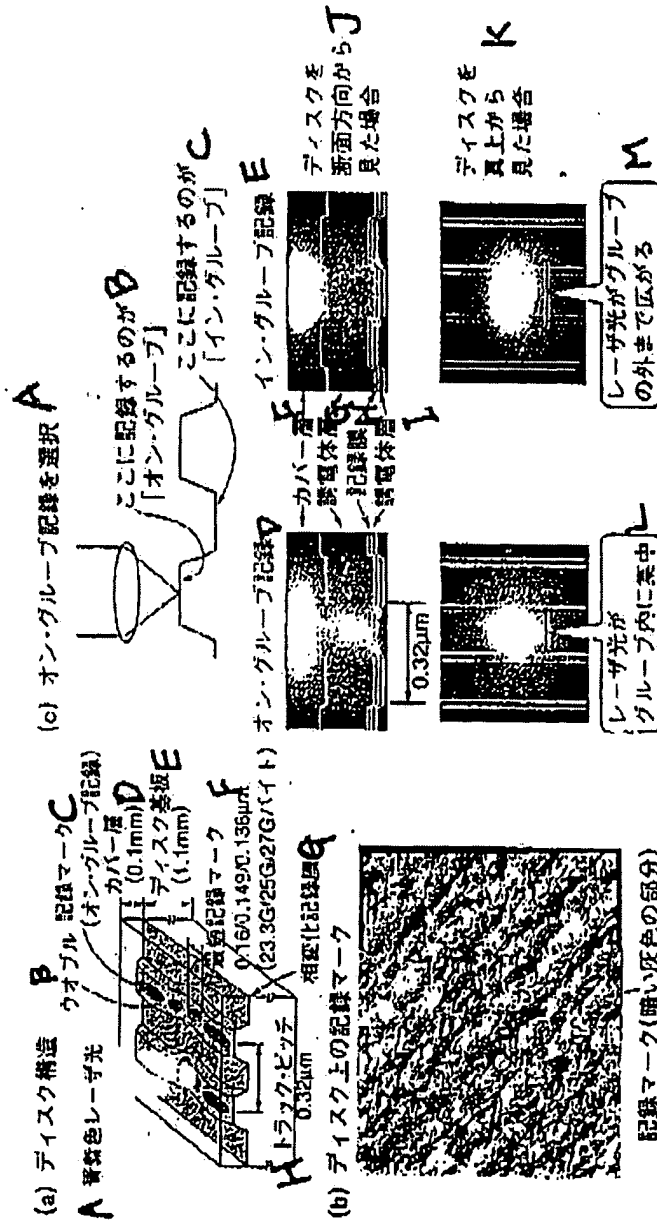 (a) ディスク構造
A 青紫色レーザ光
B ウオブル
記録マーク C
(オン・グルーブ記録)
カバー層 D
(0.1mm)
ディスク基板 E
(1.1mm)
記録マーク F
0.16/0.149/0.138μm
(23.3G/25G/27Gバイト)
相変化記録膜 G
H トラック・ピッチ
0.32μm
(b) ディスク上の記録マーク
記録マーク(暗い灰色の部分)
(c) オン・グルーブ記録を選択 A
ここに記録するのが B
「オン・グルーブ」
ここに記録するのが C
「イン・グルーブ」
オン・グルーブ記録 D
イン・グルーブ記録 E
カバー層 F
誘電体層 G
記録膜 H
誘電体層 I
0.32μm
ディスクを J
断面方向から
見た場合
ディスクを K
真上から
見た場合
レーザ光が L
グルーブ内に集中
レーザ光がグルーブ M
の外まで広がる